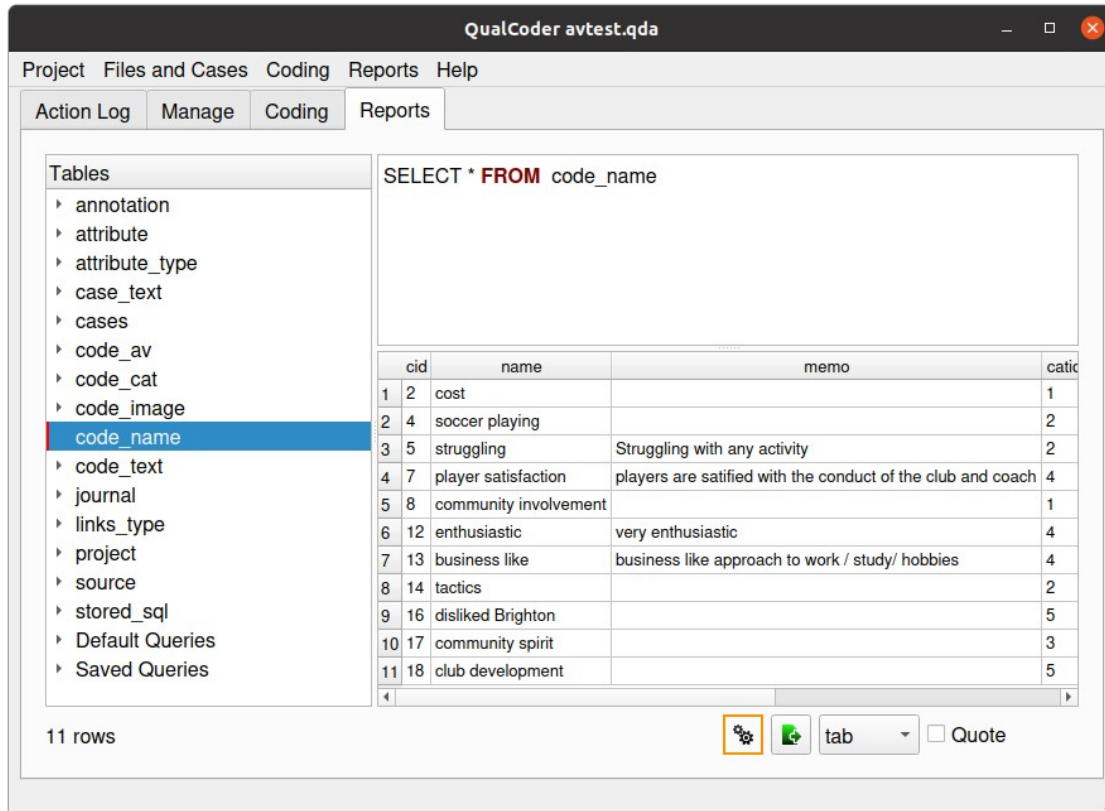 QualCoder avtest.qda
Project Files and Cases Coding Reports Help
Action Log Manage Coding Reports
Tables
annotation
attribute
attribute_type
case_text
cases
code_av
code_cat
code_image
code_name
code_text
journal
links_type
project
source
stored_sql
Default Queries
Saved Queries
SELECT * FROM code_name
cid name memo catid
1 2 cost 1
2 4 soccer playing 2
3 5 struggling Struggling with any activity 2
4 7 player satisfaction players are satified with the conduct of the club and coach 4
5 8 community involvement 1
6 12 enthusiastic very enthusiastic 4
7 13 business like business like approach to work / study/ hobbies 4
8 14 tactics 2
9 16 disliked Brighton 5
10 17 community spirit 3
11 18 club development 5
11 rows
tab Quote